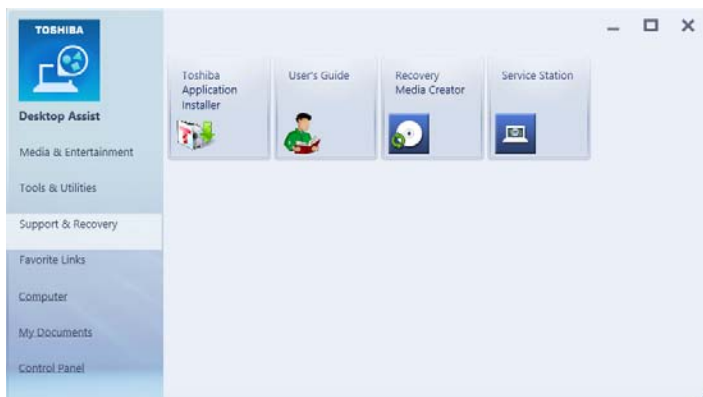 TOSHIBA
Desktop Assist
Media & Entertainment
Tools & Utilities
Support & Recovery
Favorite Links
Computer
My Documents
Control Panel
Toshiba
Application
Installer
User's Guide
Recovery
Media Creator
Service Station